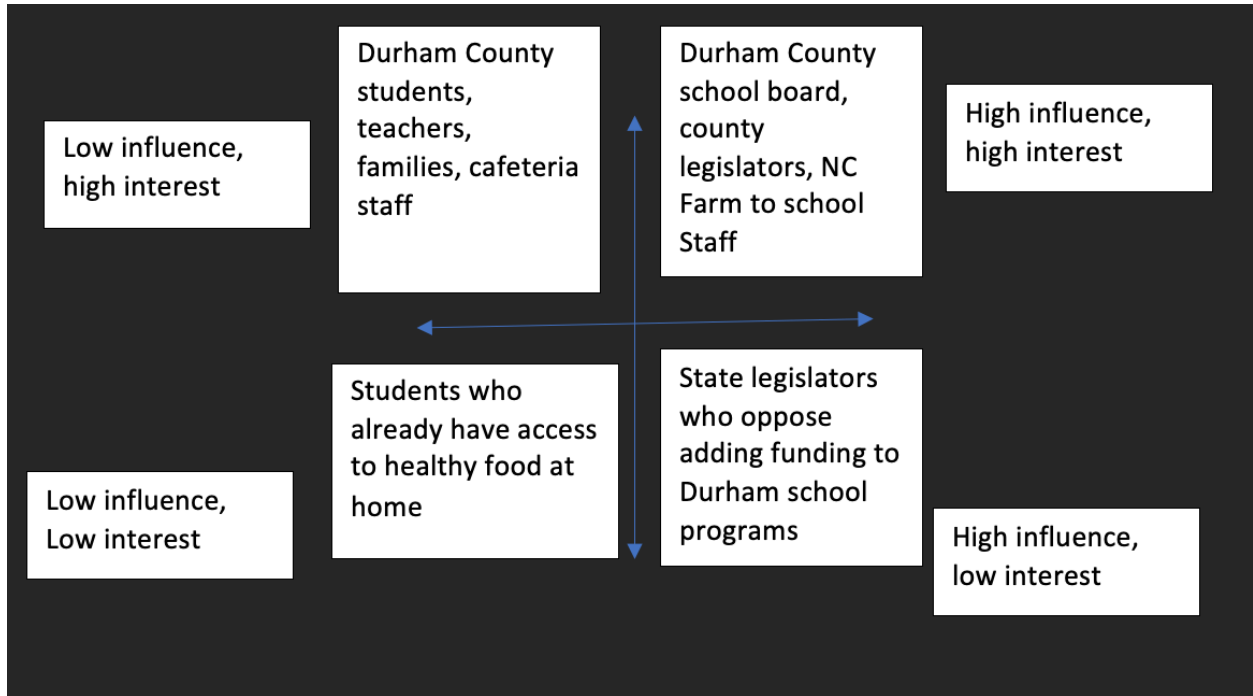 Low influence,
high interest
Durham County
students,
teachers,
families, cafeteria
staff
Durham County
school board,
county
legislators, NC
Farm to school
Staff
High influence,
high interest
Low influence,
Low interest
Students who
already have access
to healthy food at
home
State legislators
who oppose
adding funding to
Durham school
programs
High influence,
low interest